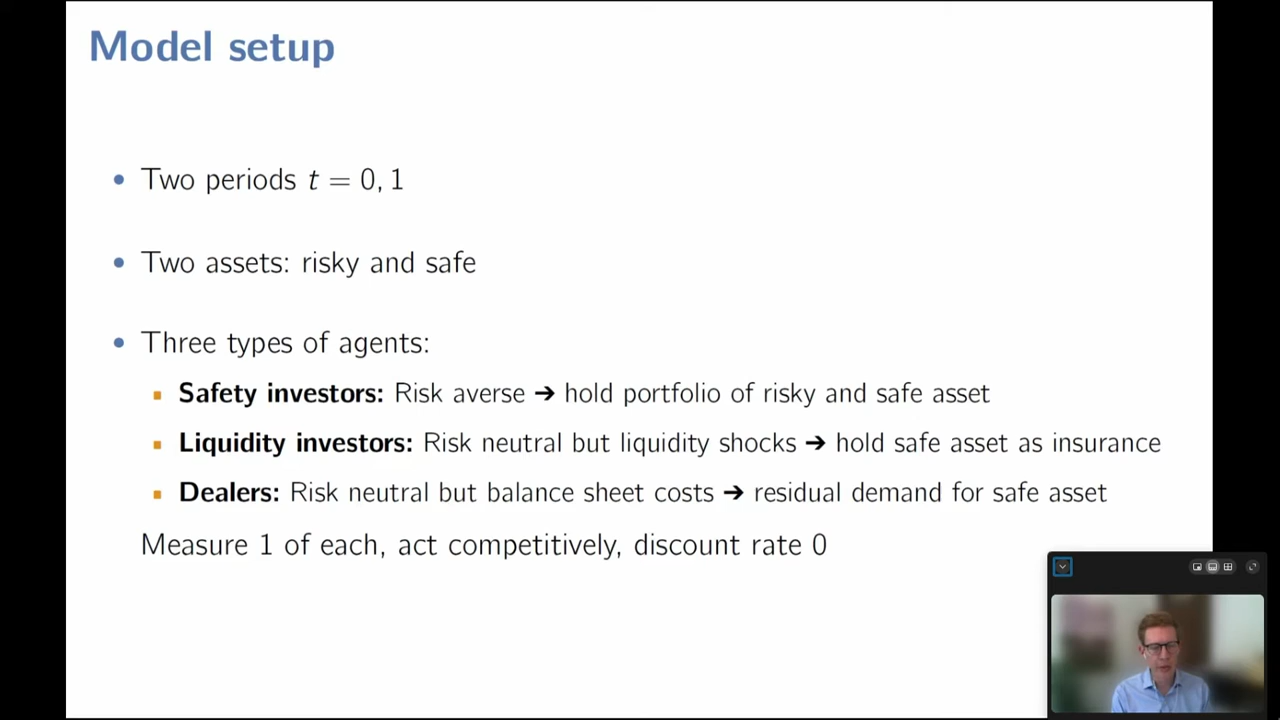 Model setup
• Two periods t = 0, 1
• Two assets: risky and safe
• Three types of agents:
▪ Safety investors: Risk averse ➔ hold portfolio of risky and safe asset
▪ Liquidity investors: Risk neutral but liquidity shocks ➔ hold safe asset as insurance
▪ Dealers: Risk neutral but balance sheet costs ➔ residual demand for safe asset
Measure 1 of each, act competitively, discount rate 0